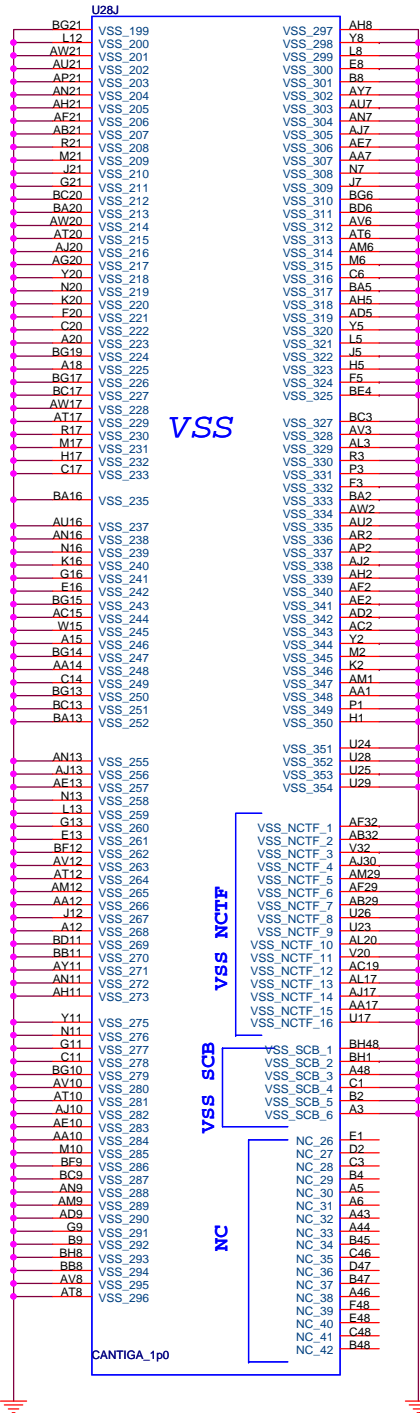 U28J
BG21 VSS_199
L12 VSS_200
AW21 VSS_201
AU21 VSS_202
AP21 VSS_203
AN21 VSS_204
AH21 VSS_205
AF21 VSS_206
AB21 VSS_207
R21 VSS_208
M21 VSS_209
J21 VSS_210
G21 VSS_211
BC20 VSS_212
BA20 VSS_213
AW20 VSS_214
AT20 VSS_215
AJ20 VSS_216
AG20 VSS_217
Y20 VSS_218
N20 VSS_219
K20 VSS_220
F20 VSS_221
C20 VSS_222
A20 VSS_223
BG19 VSS_224
A18 VSS_225
BG17 VSS_226
BC17 VSS_227
AW17 VSS_228
AT17 VSS_229
R17 VSS_230
M17 VSS_231
H17 VSS_232
C17 VSS_233
BA16 VSS_235
AU16 VSS_237
AN16 VSS_238
N16 VSS_239
K16 VSS_240
G16 VSS_241
E16 VSS_242
BG15 VSS_243
AC15 VSS_244
W15 VSS_245
A15 VSS_246
BG14 VSS_247
AA14 VSS_248
C14 VSS_249
BG13 VSS_250
BC13 VSS_251
BA13 VSS_252
AN13 VSS_255
AJ13 VSS_256
AE13 VSS_257
N13 VSS_258
L13 VSS_259
G13 VSS_260
E13 VSS_261
BF12 VSS_262
AV12 VSS_263
AT12 VSS_264
AM12 VSS_265
AA12 VSS_266
J12 VSS_267
A12 VSS_268
BD11 VSS_269
BB11 VSS_270
AY11 VSS_271
AN11 VSS_272
AH11 VSS_273
Y11 VSS_275
N11 VSS_276
G11 VSS_277
C11 VSS_278
BG10 VSS_279
AV10 VSS_280
AT10 VSS_281
AJ10 VSS_282
AE10 VSS_283
AA10 VSS_284
M10 VSS_285
BF9 VSS_286
BC9 VSS_287
AN9 VSS_288
AM9 VSS_289
AD9 VSS_290
G9 VSS_291
B9 VSS_292
BH8 VSS_293
BB8 VSS_294
AV8 VSS_295
AT8 VSS_296
CANTIGA_1p0
VSS
VSS_297 AH8
VSS_298 Y8
VSS_299 L8
VSS_300 E8
VSS_301 B8
VSS_302 AY7
VSS_303 AU7
VSS_304 AN7
VSS_305 AJ7
VSS_306 AE7
VSS_307 AA7
VSS_308 N7
VSS_309 J7
VSS_310 BG6
VSS_311 BD6
VSS_312 AV6
VSS_313 AT6
VSS_314 AM6
VSS_315 M6
VSS_316 C6
VSS_317 BA5
VSS_318 AH5
VSS_319 AD5
VSS_320 Y5
VSS_321 L5
VSS_322 J5
VSS_323 H5
VSS_324 F5
VSS_325 BE4
VSS_327 BC3
VSS_328 AV3
VSS_329 AL3
VSS_330 R3
VSS_331 P3
VSS_332 F3
VSS_333 BA2
VSS_334 AW2
VSS_335 AU2
VSS_336 AR2
VSS_337 AP2
VSS_338 AJ2
VSS_339 AH2
VSS_340 AF2
VSS_341 AE2
VSS_342 AD2
VSS_343 AC2
VSS_344 Y2
VSS_345 M2
VSS_346 K2
VSS_347 AM1
VSS_348 AA1
VSS_349 P1
VSS_350 H1
VSS_351 U24
VSS_352 U28
VSS_353 U25
VSS_354 U29
VSS NCTF
VSS_NCTF_1 AF32
VSS_NCTF_2 AB32
VSS_NCTF_3 V32
VSS_NCTF_4 AJ30
VSS_NCTF_5 AM29
VSS_NCTF_6 AF29
VSS_NCTF_7 AB29
VSS_NCTF_8 U26
VSS_NCTF_9 U23
VSS_NCTF_10 AL20
VSS_NCTF_11 V20
VSS_NCTF_12 AC19
VSS_NCTF_13 AL17
VSS_NCTF_14 AJ17
VSS_NCTF_15 AA17
VSS_NCTF_16 U17
VSS SCB
VSS_SCB_1 BH48
VSS_SCB_2 BH1
VSS_SCB_3 A48
VSS_SCB_4 C1
VSS_SCB_5 B2
VSS_SCB_6 A3
NC
NC_26 E1
NC_27 D2
NC_28 C3
NC_29 B4
NC_30 A5
NC_31 A6
NC_32 A43
NC_33 A44
NC_34 B45
NC_35 C46
NC_36 D47
NC_37 B47
NC_38 A46
NC_39 F48
NC_40 E48
NC_41 C48
NC_42 B48